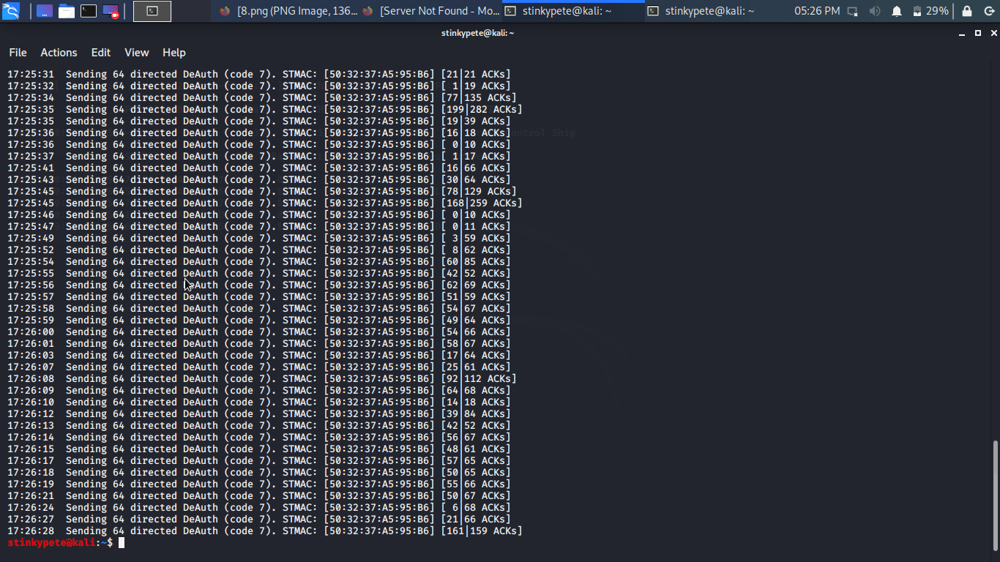 [8.png (PNG Image, 136... [Server Not Found - Mo... stinkypete@kali: ~ stinkypete@kali: ~ 05:26 PM 29%
stinkypete@kali: ~
File Actions Edit View Help
17:25:31 Sending 64 directed DeAuth (code 7). STMAC: [50:32:37:A5:95:B6] [21|21 ACKs]
17:25:32 Sending 64 directed DeAuth (code 7). STMAC: [50:32:37:A5:95:B6] [ 1|19 ACKs]
17:25:34 Sending 64 directed DeAuth (code 7). STMAC: [50:32:37:A5:95:B6] [77|135 ACKs]
17:25:35 Sending 64 directed DeAuth (code 7). STMAC: [50:32:37:A5:95:B6] [199|282 ACKs]
17:25:35 Sending 64 directed DeAuth (code 7). STMAC: [50:32:37:A5:95:B6] [19|39 ACKs]
17:25:36 Sending 64 directed DeAuth (code 7). STMAC: [50:32:37:A5:95:B6] [16|18 ACKs]
17:25:36 Sending 64 directed DeAuth (code 7). STMAC: [50:32:37:A5:95:B6] [ 0|10 ACKs]
17:25:37 Sending 64 directed DeAuth (code 7). STMAC: [50:32:37:A5:95:B6] [ 1|17 ACKs]
17:25:41 Sending 64 directed DeAuth (code 7). STMAC: [50:32:37:A5:95:B6] [16|66 ACKs]
17:25:43 Sending 64 directed DeAuth (code 7). STMAC: [50:32:37:A5:95:B6] [30|64 ACKs]
17:25:45 Sending 64 directed DeAuth (code 7). STMAC: [50:32:37:A5:95:B6] [78|129 ACKs]
17:25:45 Sending 64 directed DeAuth (code 7). STMAC: [50:32:37:A5:95:B6] [168|259 ACKs]
17:25:46 Sending 64 directed DeAuth (code 7). STMAC: [50:32:37:A5:95:B6] [ 0|10 ACKs]
17:25:47 Sending 64 directed DeAuth (code 7). STMAC: [50:32:37:A5:95:B6] [ 0|11 ACKs]
17:25:49 Sending 64 directed DeAuth (code 7). STMAC: [50:32:37:A5:95:B6] [ 3|59 ACKs]
17:25:52 Sending 64 directed DeAuth (code 7). STMAC: [50:32:37:A5:95:B6] [ 8|62 ACKs]
17:25:54 Sending 64 directed DeAuth (code 7). STMAC: [50:32:37:A5:95:B6] [60|85 ACKs]
17:25:55 Sending 64 directed DeAuth (code 7). STMAC: [50:32:37:A5:95:B6] [42|52 ACKs]
17:25:56 Sending 64 directed DeAuth (code 7). STMAC: [50:32:37:A5:95:B6] [62|69 ACKs]
17:25:57 Sending 64 directed DeAuth (code 7). STMAC: [50:32:37:A5:95:B6] [51|59 ACKs]
17:25:58 Sending 64 directed DeAuth (code 7). STMAC: [50:32:37:A5:95:B6] [54|67 ACKs]
17:25:59 Sending 64 directed DeAuth (code 7). STMAC: [50:32:37:A5:95:B6] [49|64 ACKs]
17:26:00 Sending 64 directed DeAuth (code 7). STMAC: [50:32:37:A5:95:B6] [54|66 ACKs]
17:26:01 Sending 64 directed DeAuth (code 7). STMAC: [50:32:37:A5:95:B6] [58|67 ACKs]
17:26:03 Sending 64 directed DeAuth (code 7). STMAC: [50:32:37:A5:95:B6] [17|64 ACKs]
17:26:07 Sending 64 directed DeAuth (code 7). STMAC: [50:32:37:A5:95:B6] [25|61 ACKs]
17:26:08 Sending 64 directed DeAuth (code 7). STMAC: [50:32:37:A5:95:B6] [92|112 ACKs]
17:26:09 Sending 64 directed DeAuth (code 7). STMAC: [50:32:37:A5:95:B6] [64|68 ACKs]
17:26:10 Sending 64 directed DeAuth (code 7). STMAC: [50:32:37:A5:95:B6] [14|18 ACKs]
17:26:12 Sending 64 directed DeAuth (code 7). STMAC: [50:32:37:A5:95:B6] [39|84 ACKs]
17:26:13 Sending 64 directed DeAuth (code 7). STMAC: [50:32:37:A5:95:B6] [42|52 ACKs]
17:26:14 Sending 64 directed DeAuth (code 7). STMAC: [50:32:37:A5:95:B6] [56|67 ACKs]
17:26:15 Sending 64 directed DeAuth (code 7). STMAC: [50:32:37:A5:95:B6] [48|61 ACKs]
17:26:17 Sending 64 directed DeAuth (code 7). STMAC: [50:32:37:A5:95:B6] [57|65 ACKs]
17:26:18 Sending 64 directed DeAuth (code 7). STMAC: [50:32:37:A5:95:B6] [50|65 ACKs]
17:26:19 Sending 64 directed DeAuth (code 7). STMAC: [50:32:37:A5:95:B6] [55|66 ACKs]
17:26:21 Sending 64 directed DeAuth (code 7). STMAC: [50:32:37:A5:95:B6] [50|67 ACKs]
17:26:24 Sending 64 directed DeAuth (code 7). STMAC: [50:32:37:A5:95:B6] [ 6|68 ACKs]
17:26:27 Sending 64 directed DeAuth (code 7). STMAC: [50:32:37:A5:95:B6] [21|66 ACKs]
17:26:28 Sending 64 directed DeAuth (code 7). STMAC: [50:32:37:A5:95:B6] [161|159 ACKs]
stinkypete@kali:~$